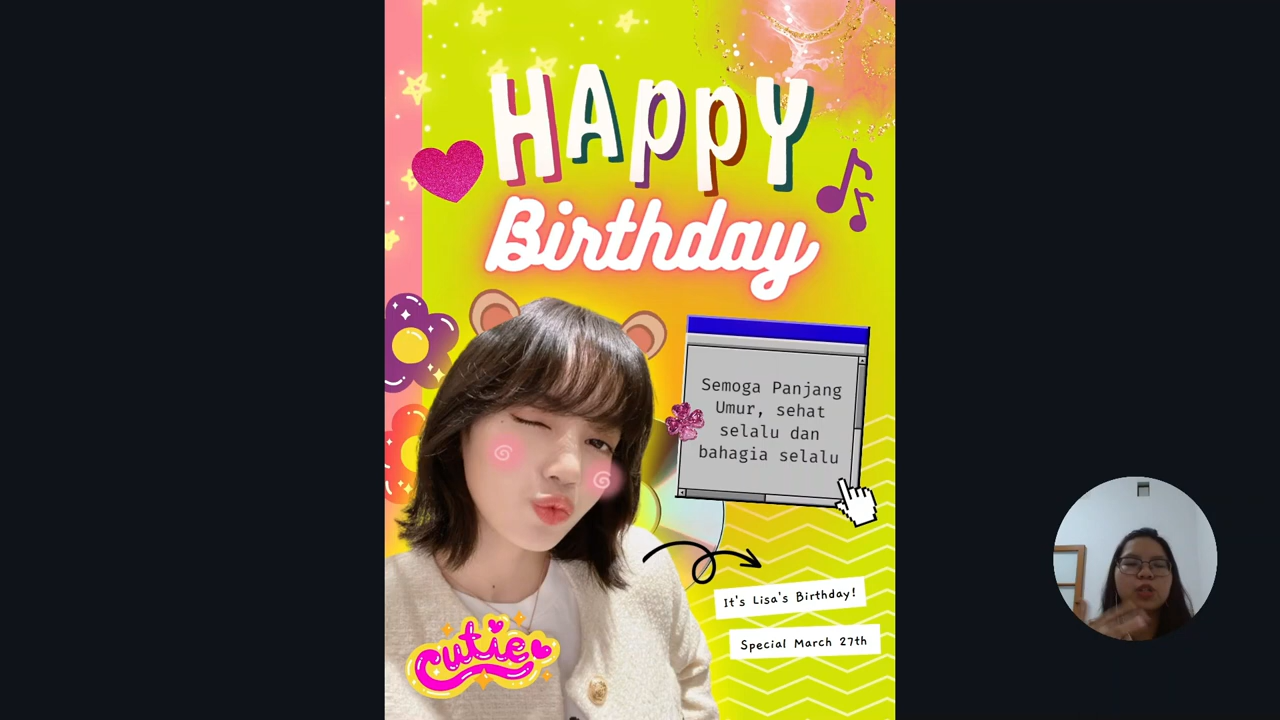 HAppY
Birthday
Semoga Panjang
Umur, sehat
selalu dan
bahagia selalu
It's Lisa's Birthday!
Special March 27th
cutie